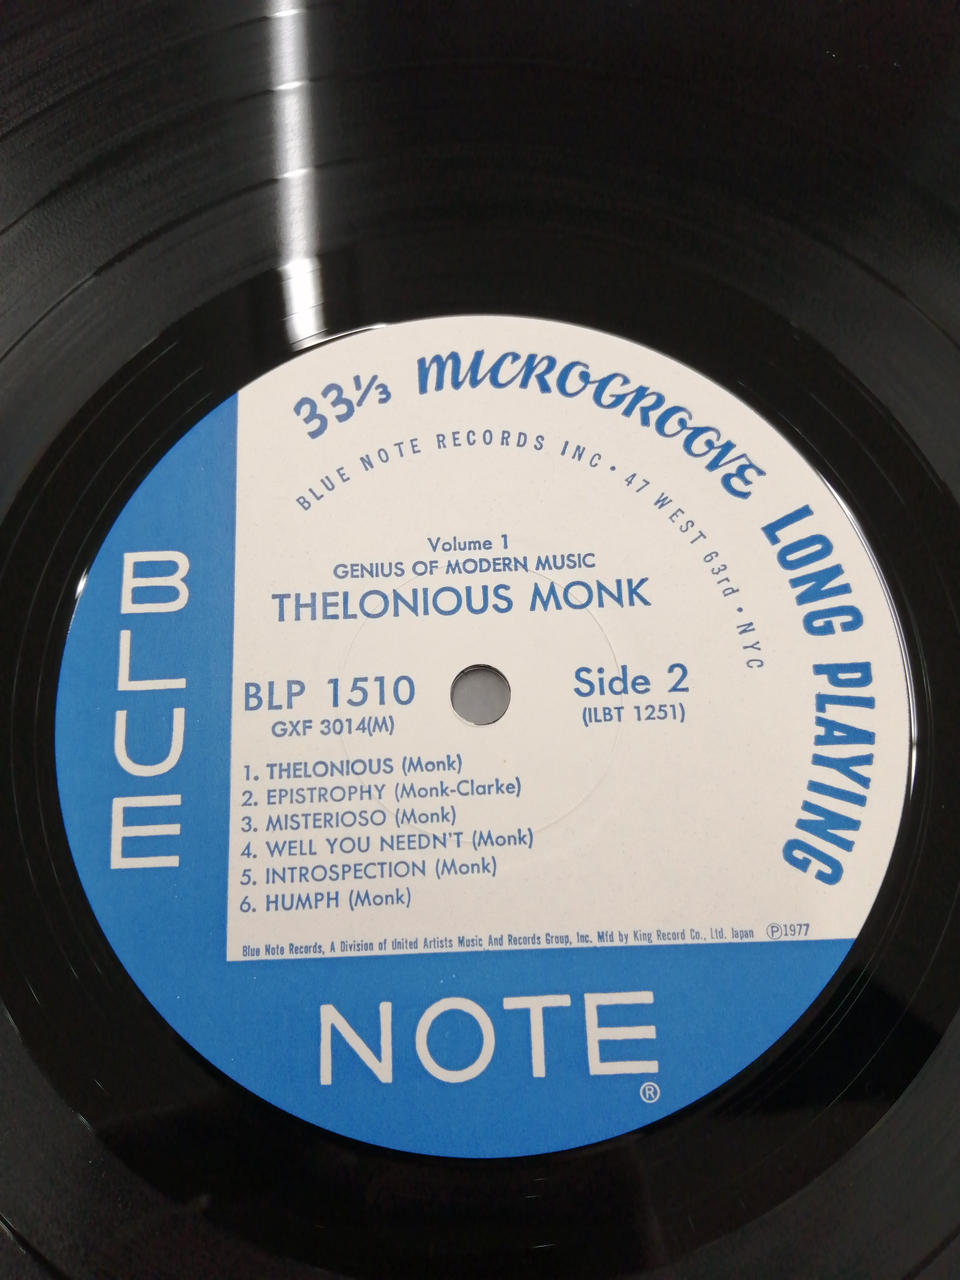 33⅓ MICROGROOVE LONG PLAYING
BLUE NOTE RECORDS INC • 47 WEST 63rd • NYC
Volume 1
GENIUS OF MODERN MUSIC
THELONIOUS MONK
BLP 1510
GXF 3014(M)
Side 2
(ILBT 1251)
1. THELONIOUS (Monk)
2. EPISTROPHY (Monk-Clarke)
3. MISTERIOSO (Monk)
4. WELL YOU NEEDN'T (Monk)
5. INTROSPECTION (Monk)
6. HUMPH (Monk)
Blue Note Records, A Division of United Artists Music And Records Group, Inc. Mfd by King Record Co., Ltd. Japan ℗1977
BLUE
NOTE
®